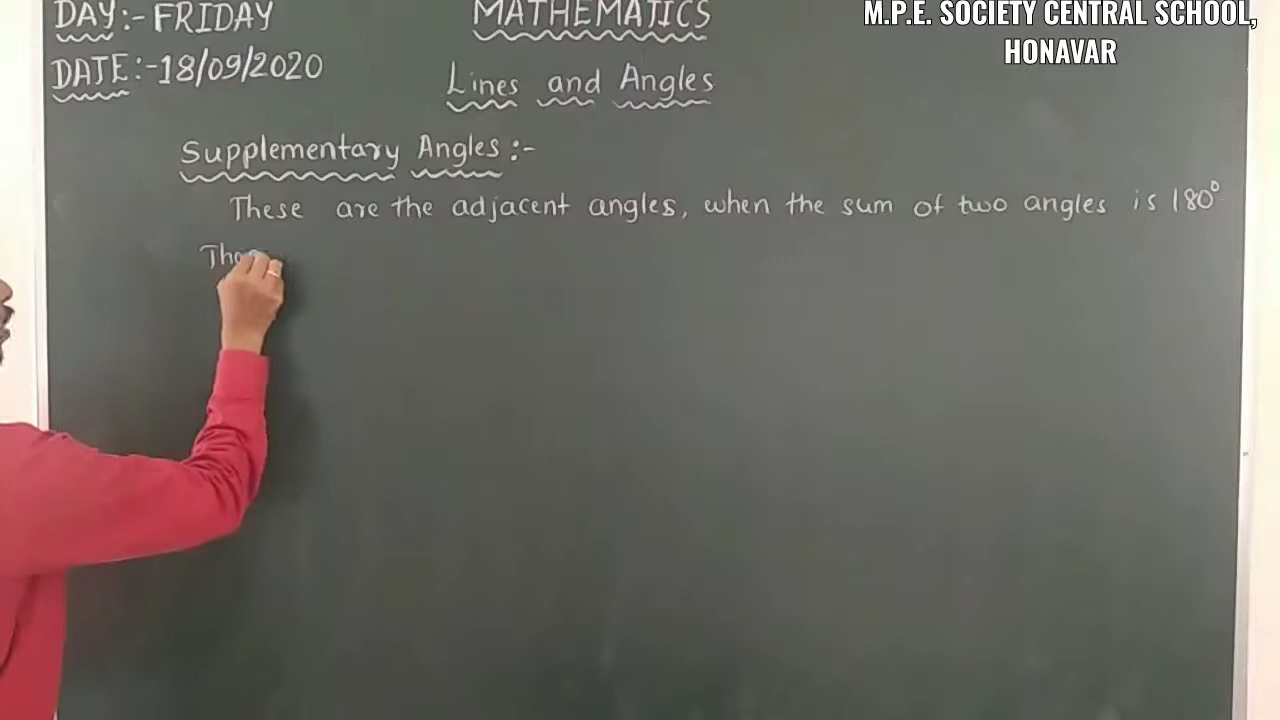 DAY:- FRIDAY
DATE:-18/09/2020
MATHEMATICS
Lines and Angles
M.P.E. SOCIETY CENTRAL SCHOOL,
HONAVAR
Supplementary Angles:-
These are the adjacent angles, when the sum of two angles is 180°